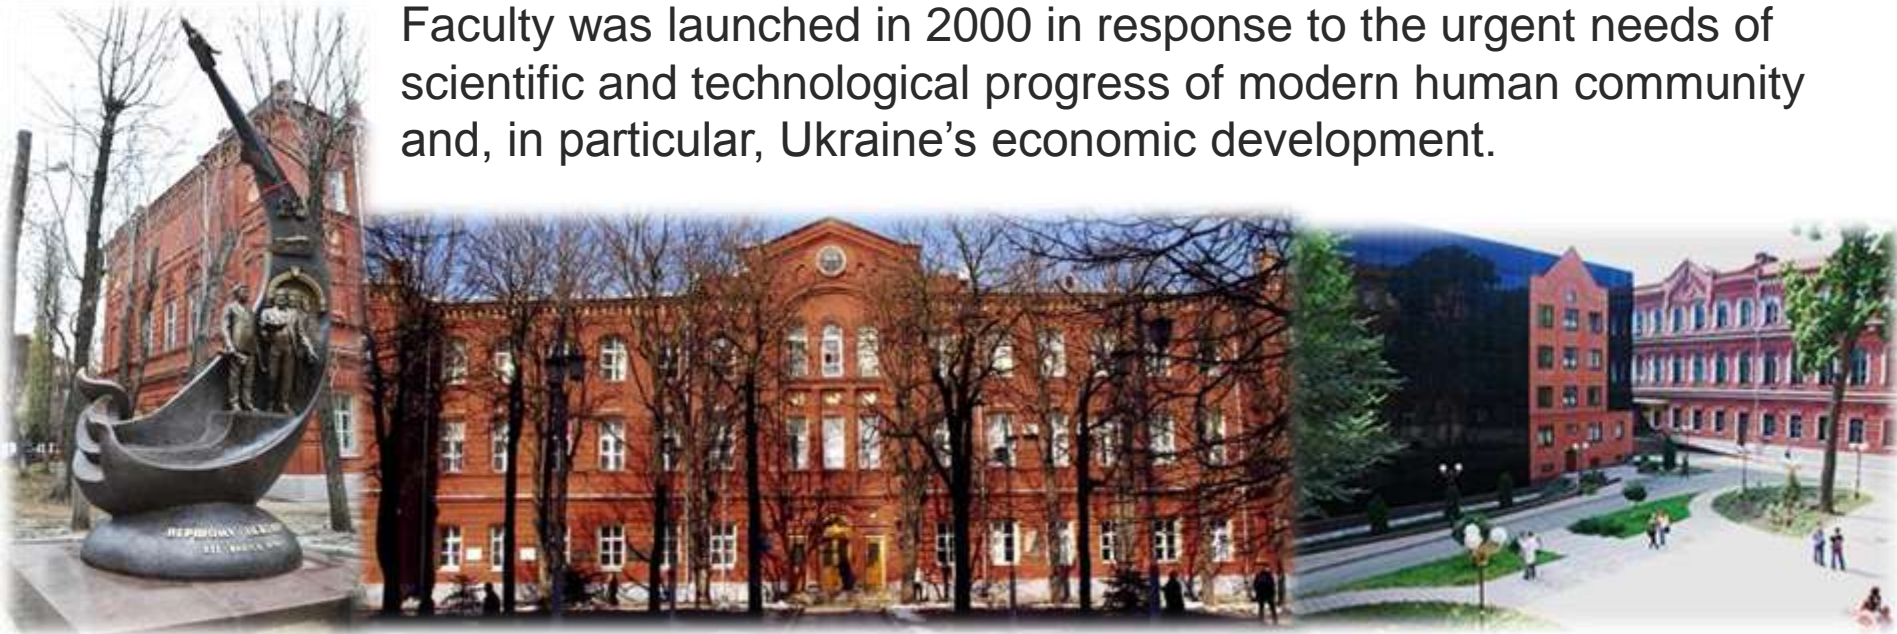 Faculty was launched in 2000 in response to the urgent needs of
scientific and technological progress of modern human community
and, in particular, Ukraine’s economic development.
ПЕРШОМУ